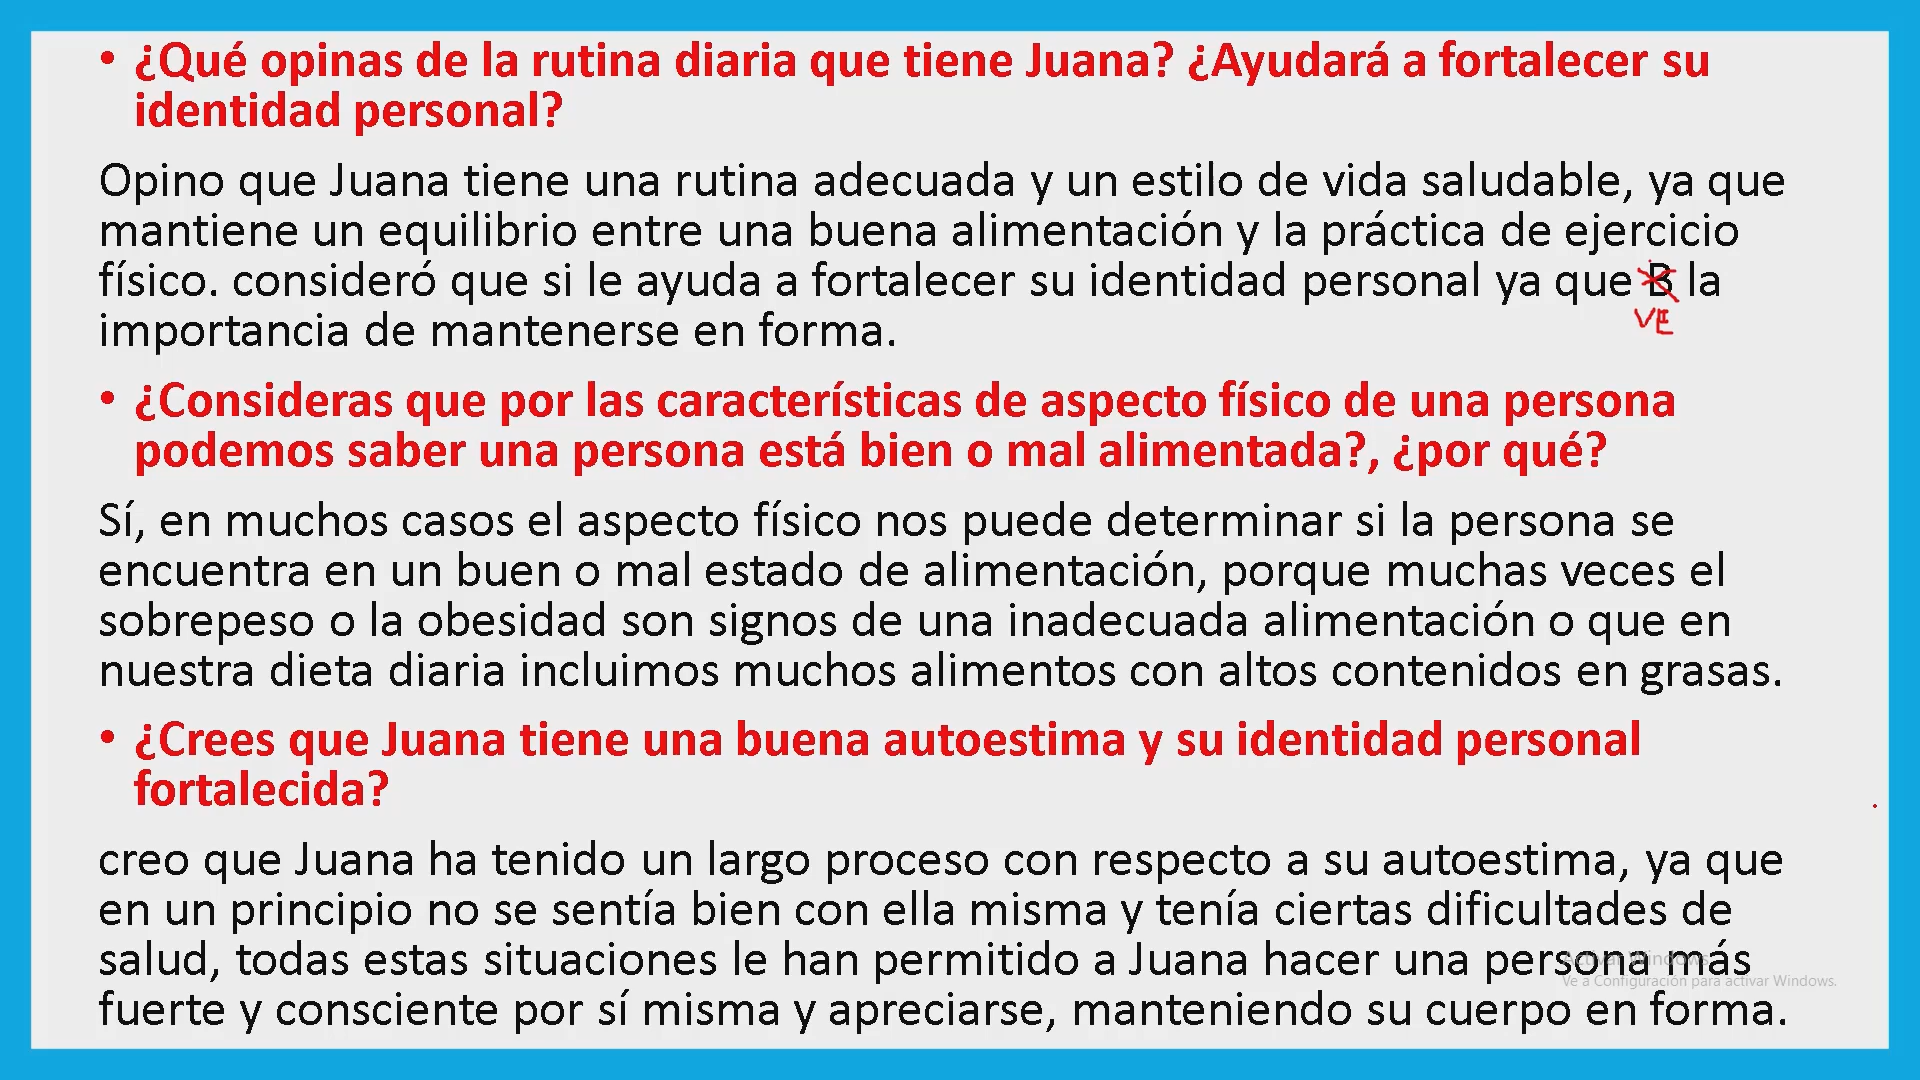 • ¿Qué opinas de la rutina diaria que tiene Juana? ¿Ayudará a fortalecer su
identidad personal?
Opino que Juana tiene una rutina adecuada y un estilo de vida saludable, ya que
mantiene un equilibrio entre una buena alimentación y la práctica de ejercicio
físico. consideró que si le ayuda a fortalecer su identidad personal ya que B la
VE
importancia de mantenerse en forma.
• ¿Consideras que por las características de aspecto físico de una persona
podemos saber una persona está bien o mal alimentada?, ¿por qué?
Sí, en muchos casos el aspecto físico nos puede determinar si la persona se
encuentra en un buen o mal estado de alimentación, porque muchas veces el
sobrepeso o la obesidad son signos de una inadecuada alimentación o que en
nuestra dieta diaria incluimos muchos alimentos con altos contenidos en grasas.
• ¿Crees que Juana tiene una buena autoestima y su identidad personal
fortalecida?
creo que Juana ha tenido un largo proceso con respecto a su autoestima, ya que
en un principio no se sentía bien con ella misma y tenía ciertas dificultades de
salud, todas estas situaciones le han permitido a Juana hacer una persona más
fuerte y consciente por sí misma y apreciarse, manteniendo su cuerpo en forma.
Activar Windows
Ve a Configuración para activar Windows.